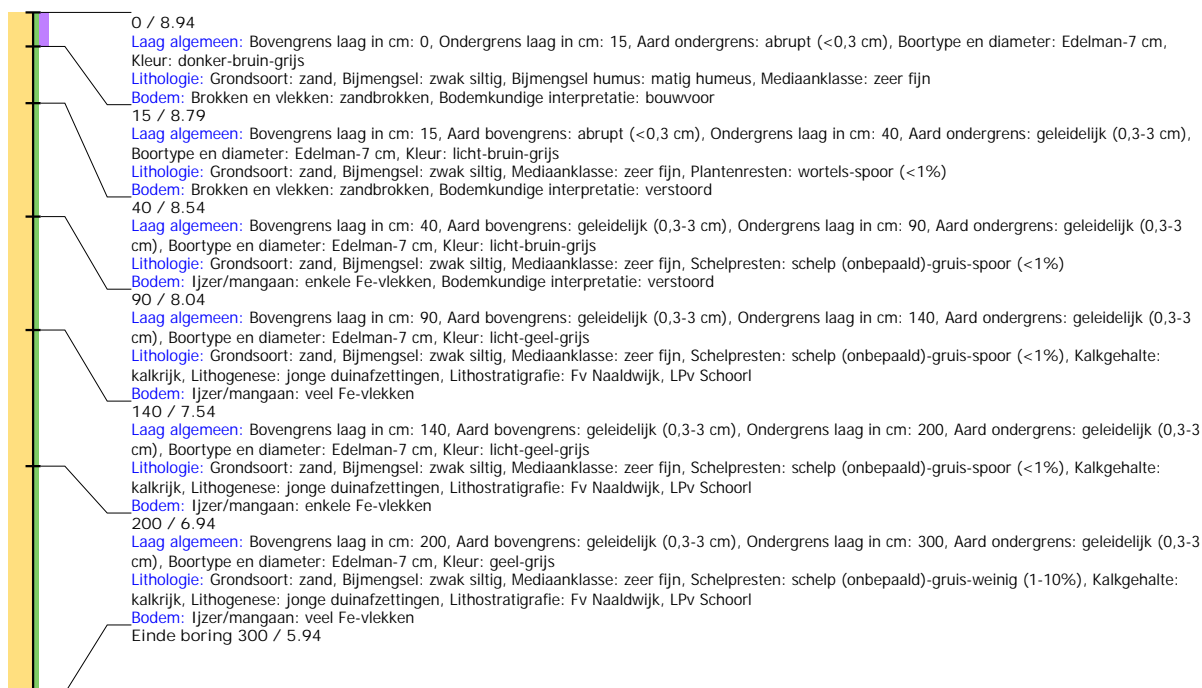 0 / 8.94
Laag algemeen: Bovengrens laag in cm: 0, Ondergrens laag in cm: 15, Aard ondergrens: abrupt (<0,3 cm), Boortype en diameter: Edelman-7 cm,
Kleur: donker-bruin-grijs
Lithologie: Grondsoort: zand, Bijmengsel: zwak siltig, Bijmengsel humus: matig humeus, Mediaanklasse: zeer fijn
Bodem: Brokken en vlekken: zandbrokken, Bodemkundige interpretatie: bouwvoor
15 / 8.79
Laag algemeen: Bovengrens laag in cm: 15, Aard bovengrens: abrupt (<0,3 cm), Ondergrens laag in cm: 40, Aard ondergrens: geleidelijk (0,3-3 cm),
Boortype en diameter: Edelman-7 cm, Kleur: licht-bruin-grijs
Lithologie: Grondsoort: zand, Bijmengsel: zwak siltig, Mediaanklasse: zeer fijn, Plantenresten: wortels-spoor (<1%)
Bodem: Brokken en vlekken: zandbrokken, Bodemkundige interpretatie: verstoord
40 / 8.54
Laag algemeen: Bovengrens laag in cm: 40, Aard bovengrens: geleidelijk (0,3-3 cm), Ondergrens laag in cm: 90, Aard ondergrens: geleidelijk (0,3-3
cm), Boortype en diameter: Edelman-7 cm, Kleur: licht-bruin-grijs
Lithologie: Grondsoort: zand, Bijmengsel: zwak siltig, Mediaanklasse: zeer fijn, Schelpresten: schelp (onbepaald)-gruis-spoor (<1%)
Bodem: Ijzer/mangaan: enkele Fe-vlekken, Bodemkundige interpretatie: verstoord
90 / 8.04
Laag algemeen: Bovengrens laag in cm: 90, Aard bovengrens: geleidelijk (0,3-3 cm), Ondergrens laag in cm: 140, Aard ondergrens: geleidelijk (0,3-3
cm), Boortype en diameter: Edelman-7 cm, Kleur: licht-geel-grijs
Lithologie: Grondsoort: zand, Bijmengsel: zwak siltig, Mediaanklasse: zeer fijn, Schelpresten: schelp (onbepaald)-gruis-spoor (<1%), Kalkgehalte:
kalkrijk, Lithogenese: jonge duinafzettingen, Lithostratigrafie: Fv Naaldwijk, LPv Schoorl
Bodem: Ijzer/mangaan: veel Fe-vlekken
140 / 7.54
Laag algemeen: Bovengrens laag in cm: 140, Aard bovengrens: geleidelijk (0,3-3 cm), Ondergrens laag in cm: 200, Aard ondergrens: geleidelijk (0,3-3
cm), Boortype en diameter: Edelman-7 cm, Kleur: licht-geel-grijs
Lithologie: Grondsoort: zand, Bijmengsel: zwak siltig, Mediaanklasse: zeer fijn, Schelpresten: schelp (onbepaald)-gruis-spoor (<1%), Kalkgehalte:
kalkrijk, Lithogenese: jonge duinafzettingen, Lithostratigrafie: Fv Naaldwijk, LPv Schoorl
Bodem: Ijzer/mangaan: enkele Fe-vlekken
200 / 6.94
Laag algemeen: Bovengrens laag in cm: 200, Aard bovengrens: geleidelijk (0,3-3 cm), Ondergrens laag in cm: 300, Aard ondergrens: geleidelijk (0,3-3
cm), Boortype en diameter: Edelman-7 cm, Kleur: geel-grijs
Lithologie: Grondsoort: zand, Bijmengsel: zwak siltig, Mediaanklasse: zeer fijn, Schelpresten: schelp (onbepaald)-gruis-weinig (1-10%), Kalkgehalte:
kalkrijk, Lithogenese: jonge duinafzettingen, Lithostratigrafie: Fv Naaldwijk, LPv Schoorl
Bodem: Ijzer/mangaan: veel Fe-vlekken
Einde boring 300 / 5.94